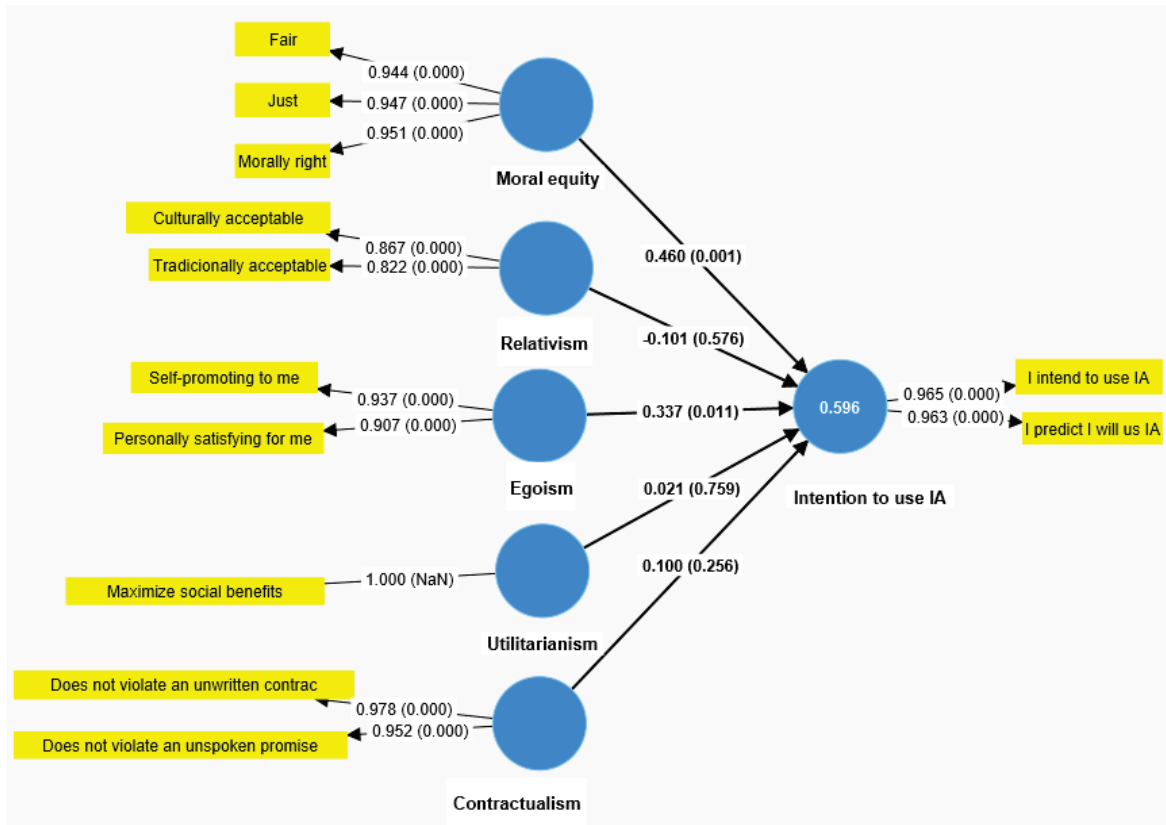 Fair
0.944 (0.000)
Just
0.947 (0.000)
0.951 (0.000)
Morally right
Moral equity
Culturally acceptable
0.867 (0.000)
Tradicionally acceptable
0.822 (0.000)
0.460 (0.001)
Relativism
-0.101 (0.576)
Self-promoting to me
0.937 (0.000)
0.907 (0.000)
Personally satisfying for me
Egoism
0.337 (0.011)
0.596
0.965 (0.000)
0.963 (0.000)
I intend to use IA
I predict I will us IA
Intention to use IA
0.021 (0.759)
0.100 (0.256)
Maximize social benefits
1.000 (NaN)
Utilitarianism
Does not violate an unwritten contrac
0.978 (0.000)
0.952 (0.000)
Does not violate an unspoken promise
Contractualism